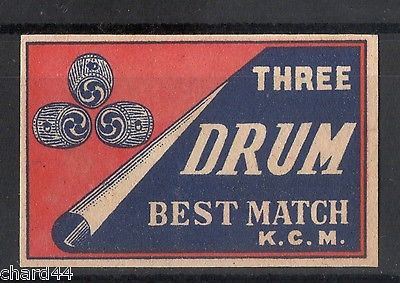 THREE
DRUM
BEST MATCH
K.C.M.
chard44